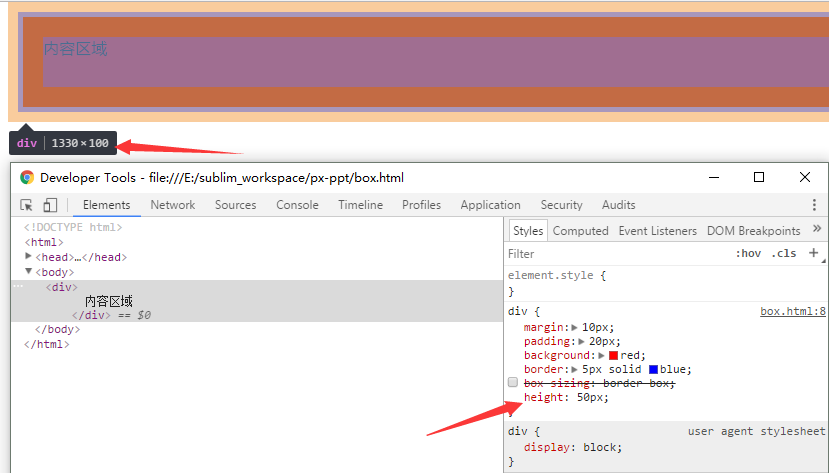 内容区域
div 1330 × 100
Developer Tools - file:///E:/sublim_workspace/px-ppt/box.html
Elements Network Sources Console Timeline Profiles Application Security Audits
<!DOCTYPE html>
<html>
<head>…</head>
<body>
<div>
内容区域
</div> == $0
</body>
</html>
Styles Computed Event Listeners DOM Breakpoints »
Filter :hov .cls +
element.style {
}
div { box.html:8
margin: 10px;
padding: 20px;
background: red;
border: 5px solid blue;
box-sizing: border-box;
height: 50px;
}
div { user agent stylesheet
display: block;
}